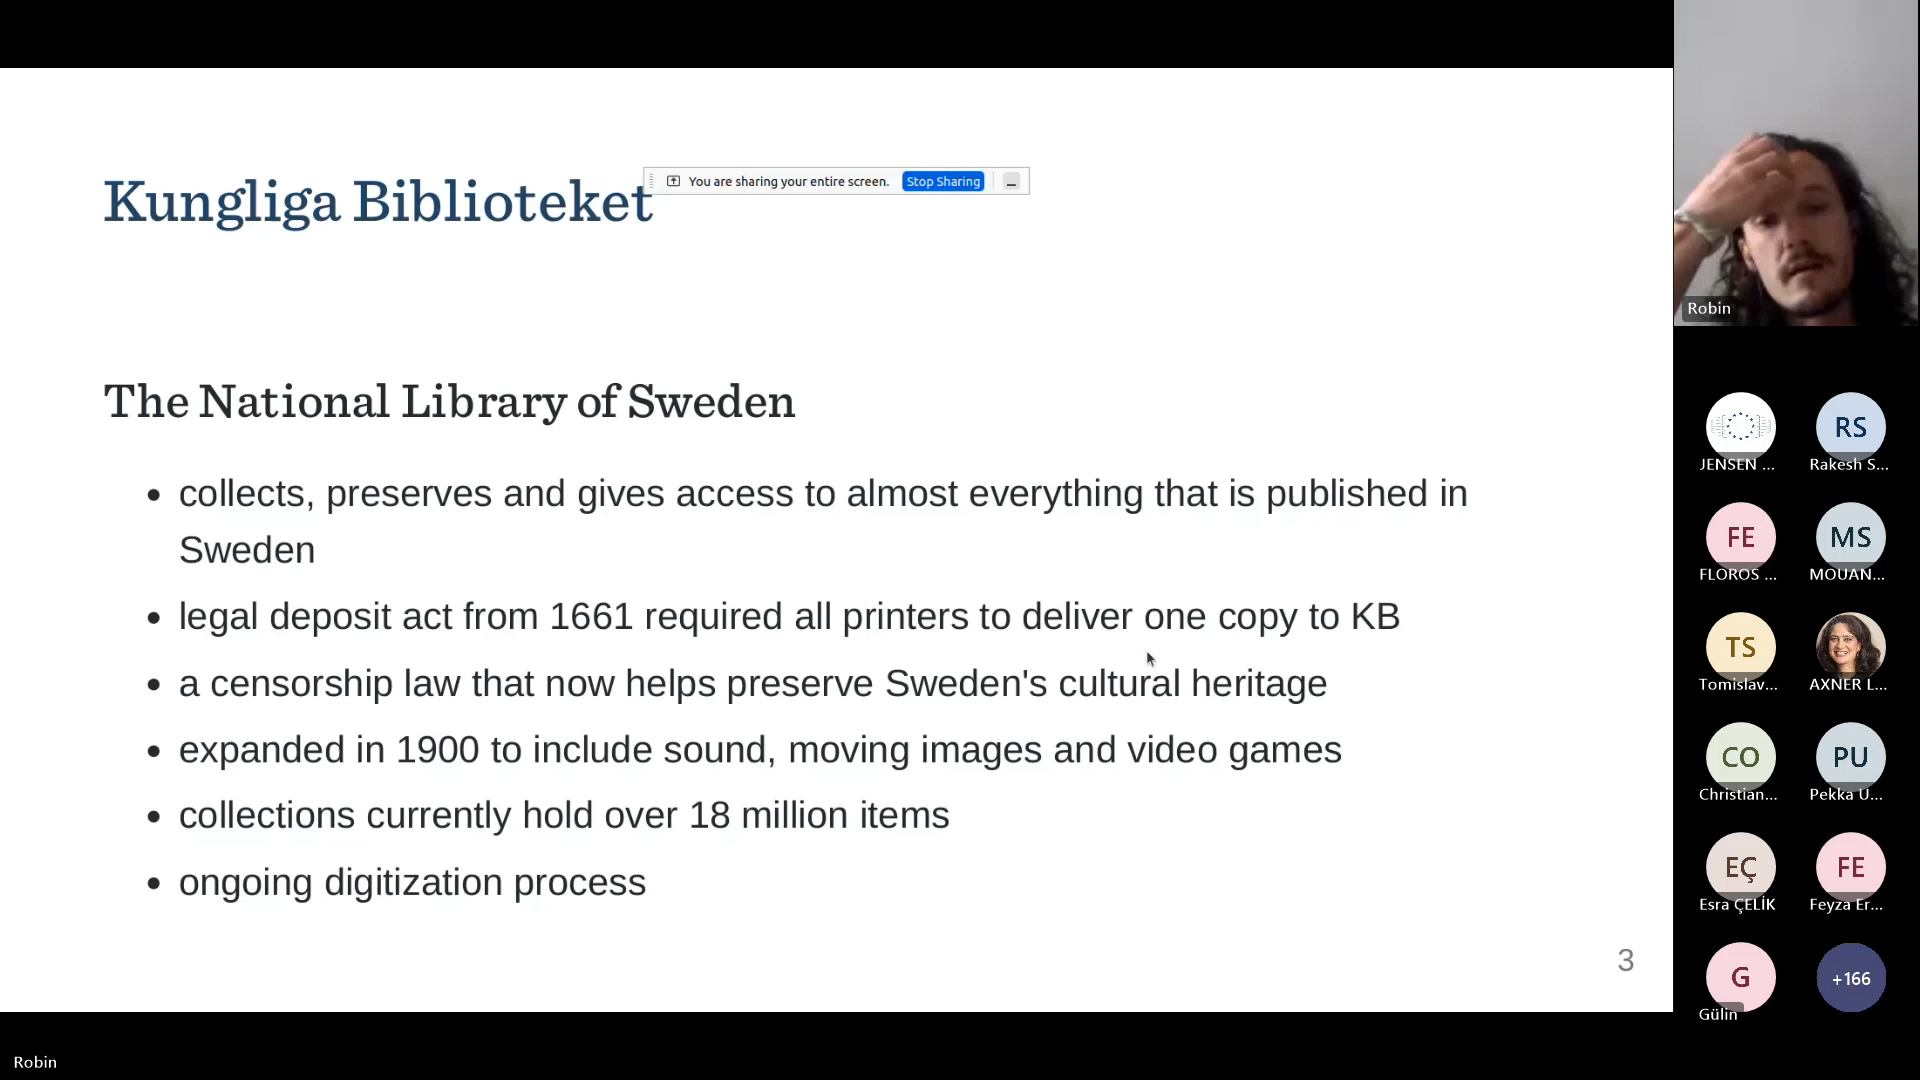 Kungliga Biblioteket
You are sharing your entire screen. Stop Sharing
The National Library of Sweden
• collects, preserves and gives access to almost everything that is published in
Sweden
• legal deposit act from 1661 required all printers to deliver one copy to KB
• a censorship law that now helps preserve Sweden's cultural heritage
• expanded in 1900 to include sound, moving images and video games
• collections currently hold over 18 million items
• ongoing digitization process
3
Robin
JENSEN ...
RS
Rakesh S...
FE
FLOROS ...
MS
MOUAN...
TS
Tomislav...
AXNER L...
CO
Christian...
PU
Pekka U...
EÇ
Esra ÇELİK
FE
Feyza Er...
G
Gülin
+166
Robin